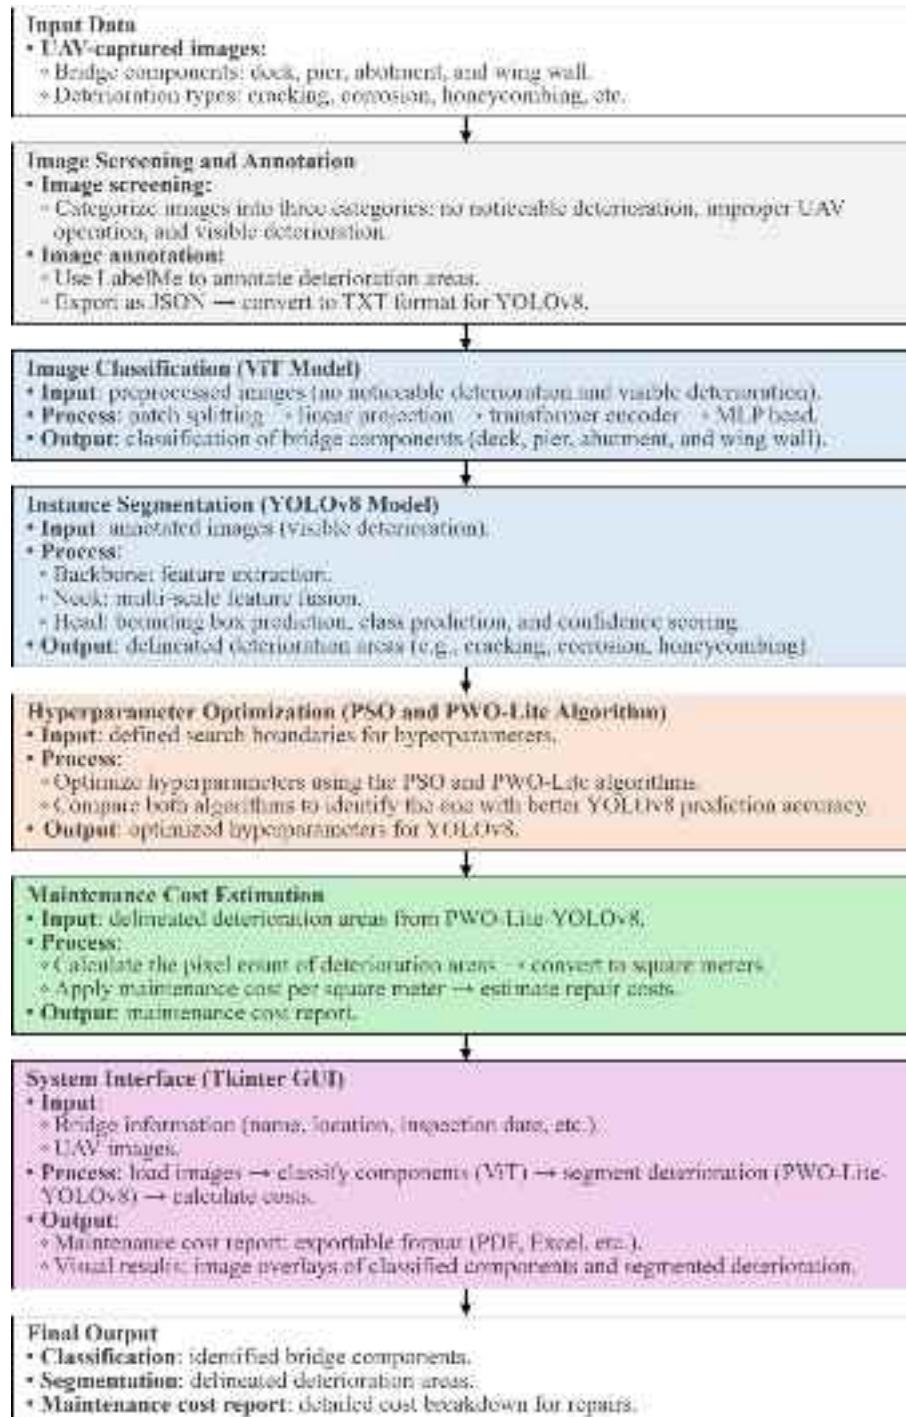 Input Data
• UAV-captured images:
◦ Bridge components: deck, pier, abutment, and wing wall.
◦ Deterioration types: cracking, corrosion, honeycombing, etc.
Image Screening and Annotation
• Image screening:
◦ Categorize images into three categories: no noticeable deterioration, improper UAV
operation, and visible deterioration.
• Image annotation:
◦ Use LabelMe to annotate deterioration areas.
◦ Export as JSON → convert to TXT format for YOLOv8.
Image Classification (ViT Model)
• Input: preprocessed images (no noticeable deterioration and visible deterioration).
• Process: patch splitting → linear projection → transformer encoder → MLP head.
• Output: classification of bridge components (deck, pier, abutment, and wing wall).
Instance Segmentation (YOLOv8 Model)
• Input: annotated images (visible deterioration).
• Process:
◦ Backbone: feature extraction.
◦ Neck: multi-scale feature fusion.
◦ Head: bounding box prediction, class prediction, and confidence scoring.
• Output: delineated deterioration areas (e.g., cracking, corrosion, honeycombing)
Hyperparameter Optimization (PSO and PWO-Lite Algorithm)
• Input: defined search boundaries for hyperparameters.
• Process:
◦ Optimize hyperparameters using the PSO and PWO-Lite algorithms.
◦ Compare both algorithms to identify the one with better YOLOv8 prediction accuracy.
• Output: optimized hyperparameters for YOLOv8.
Maintenance Cost Estimation
• Input: delineated deterioration areas from PWO-Lite-YOLOv8.
• Process:
◦ Calculate the pixel count of deterioration areas → convert to square meters.
◦ Apply maintenance cost per square meter → estimate repair costs.
• Output: maintenance cost report.
System Interface (Tkinter GUI)
• Input:
◦ Bridge information (name, location, inspection date, etc.)
◦ UAV images.
• Process: load images → classify components (ViT) → segment deterioration (PWO-Lite-
YOLOv8) → calculate costs.
• Output:
◦ Maintenance cost report: exportable format (PDF, Excel, etc.).
◦ Visual results: image overlays of classified components and segmented deterioration.
Final Output
• Classification: identified bridge components.
• Segmentation: delineated deterioration areas.
• Maintenance cost report: detailed cost breakdown for repairs.